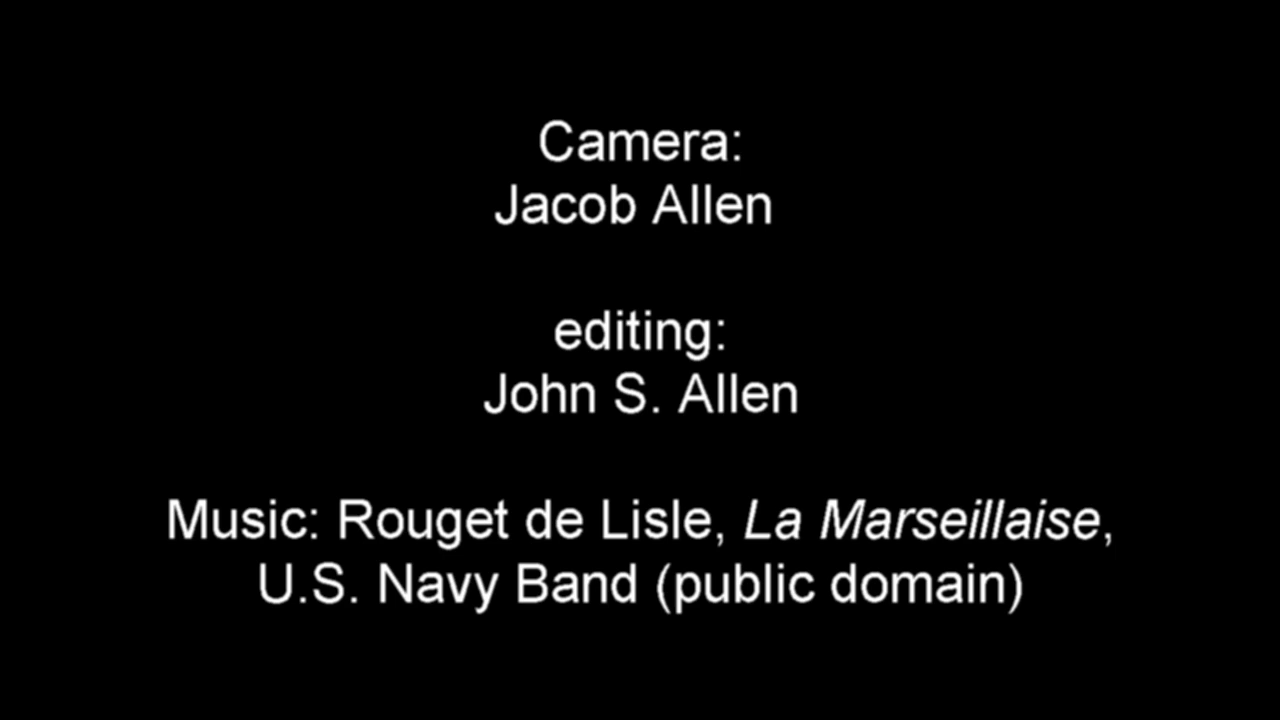 Camera:
Jacob Allen
editing:
John S. Allen
Music: Rouget de Lisle, La Marseillaise,
U.S. Navy Band (public domain)